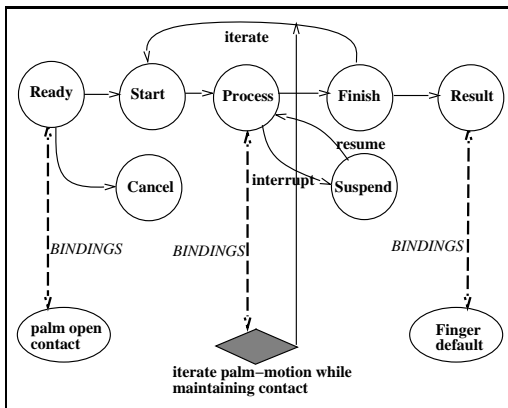 iterate
Ready
Start
Process
Finish
Result
resume
Cancel
interrupt
Suspend
BINDINGS
BINDINGS
BINDINGS
palm open
contact
Finger
default
iterate palm−motion while
maintaining contact